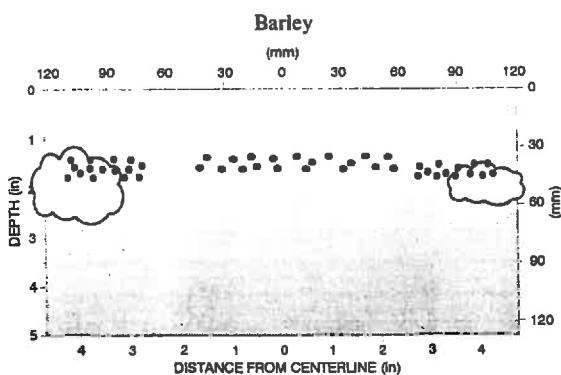 Barley
(mm)
120 90 60 30 0 30 60 90 120
0 0
1 30
2
60
3
90
4
120
5
DEPTH (in)
(mm)
4 3 2 1 0 1 2 3 4
DISTANCE FROM CENTERLINE (in)